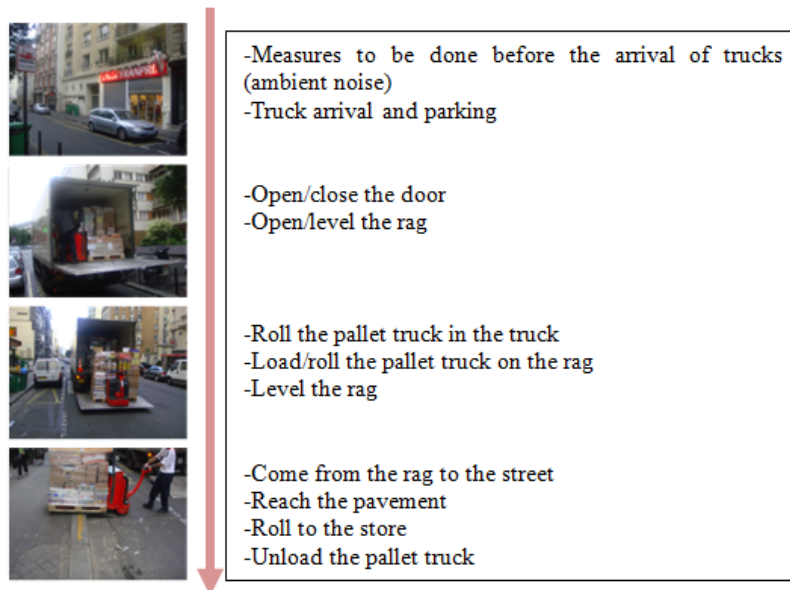 -Measures to be done before the arrival of trucks
(ambient noise)
-Truck arrival and parking
-Open/close the door
-Open/level the rag
-Roll the pallet truck in the truck
-Load/roll the pallet truck on the rag
-Level the rag
-Come from the rag to the street
-Reach the pavement
-Roll to the store
-Unload the pallet truck